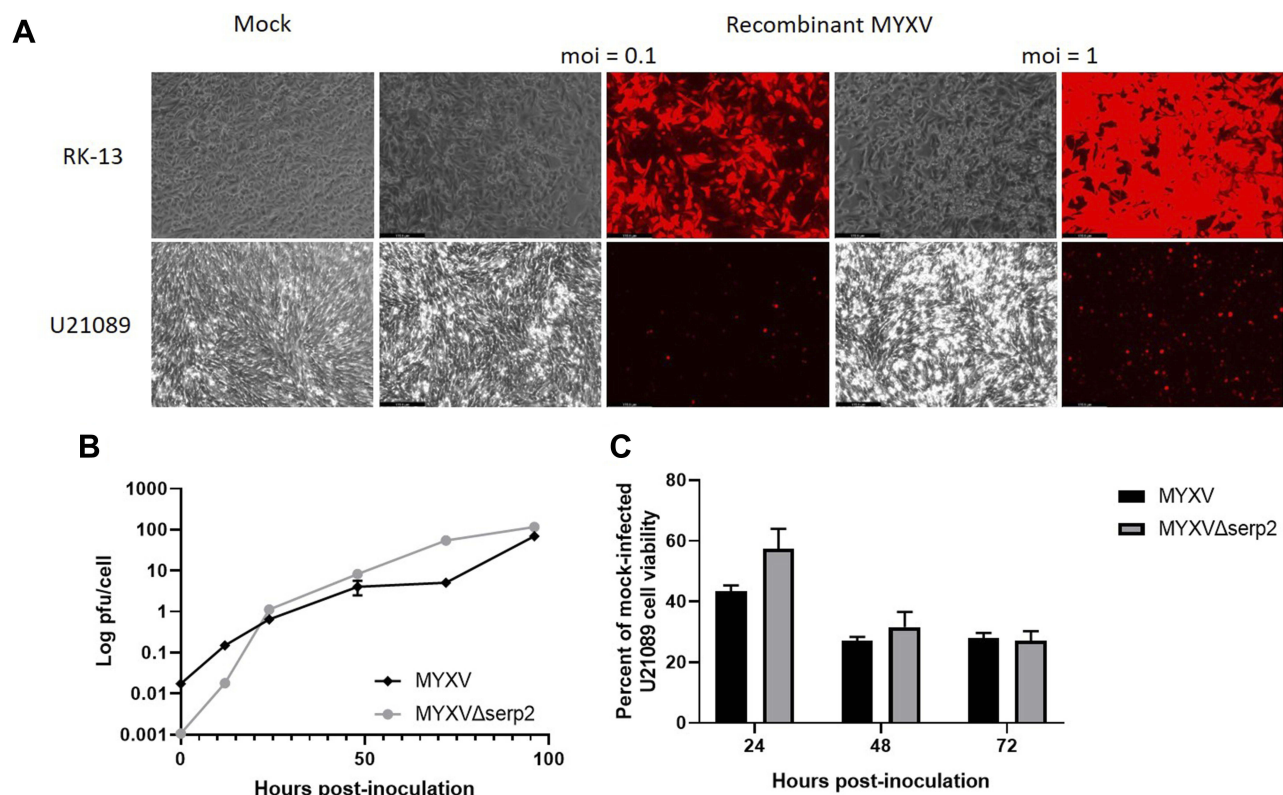 A
Mock
Recombinant MYXV
moi = 0.1
moi = 1
RK-13
U21089
B
Log pfu/cell
1000
100
10
1
0.1
0.01
0.001
0
50
100
Hours post-inoculation
MYXV
MYXVΔserp2
C
Percent of mock-infected
U21089 cell viability
80
60
40
20
0
24
48
72
Hours post-inoculation
MYXV
MYXVΔserp2